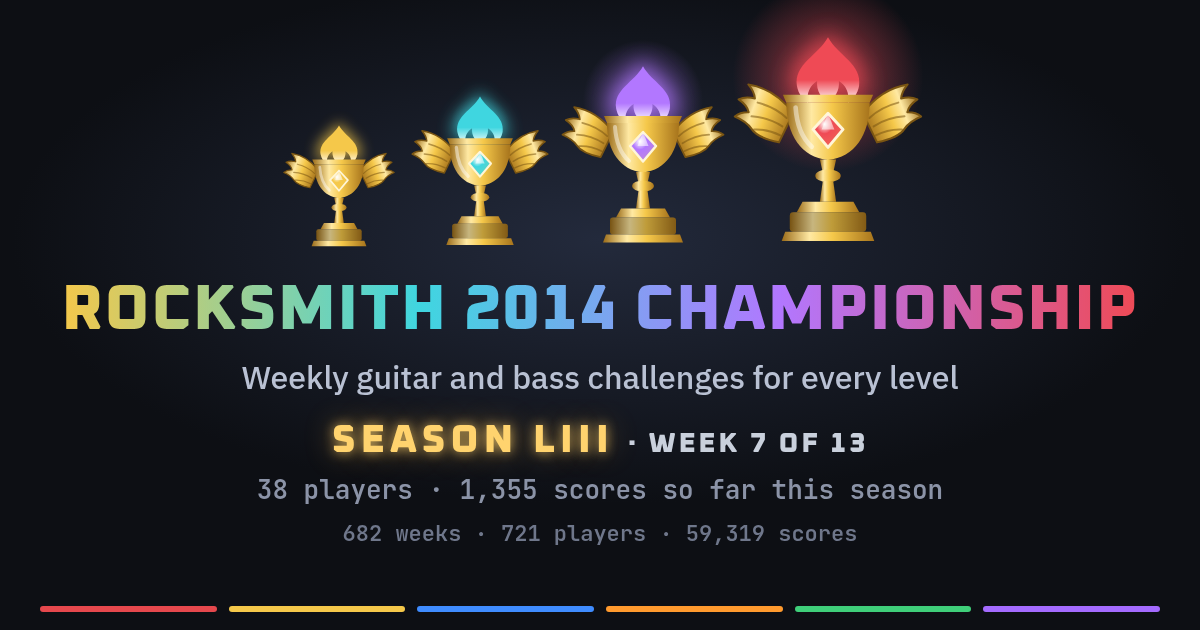 ROCKSMITH 2014 CHAMPIONSHIP
Weekly guitar and bass challenges for every level
SEASON LIII · WEEK 7 OF 13
38 players · 1,355 scores so far this season
682 weeks · 721 players · 59,319 scores